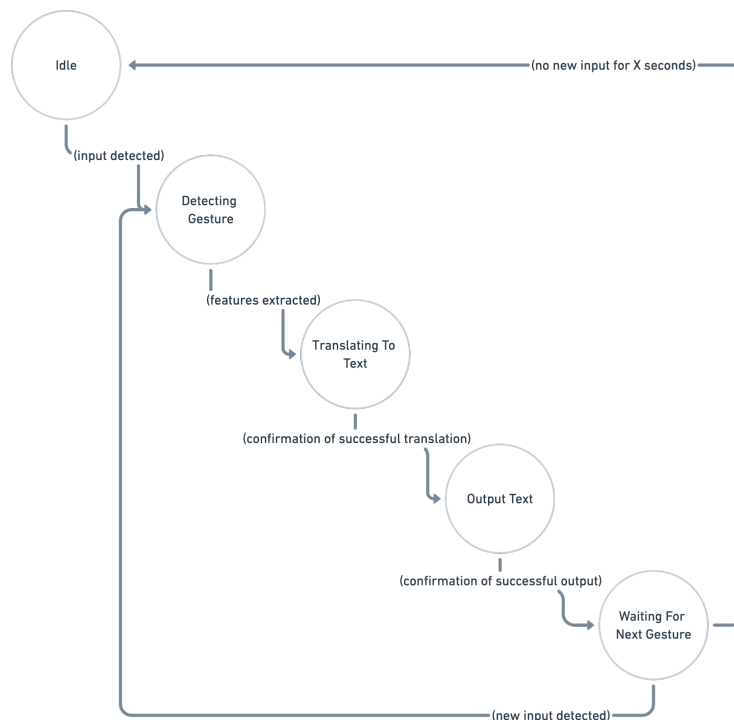 Idle
(no new input for X seconds)
(input detected)
Detecting
Gesture
(features extracted)
Translating To
Text
(confirmation of successful translation)
Output Text
(confirmation of successful output)
Waiting For
Next Gesture
(new input detected)